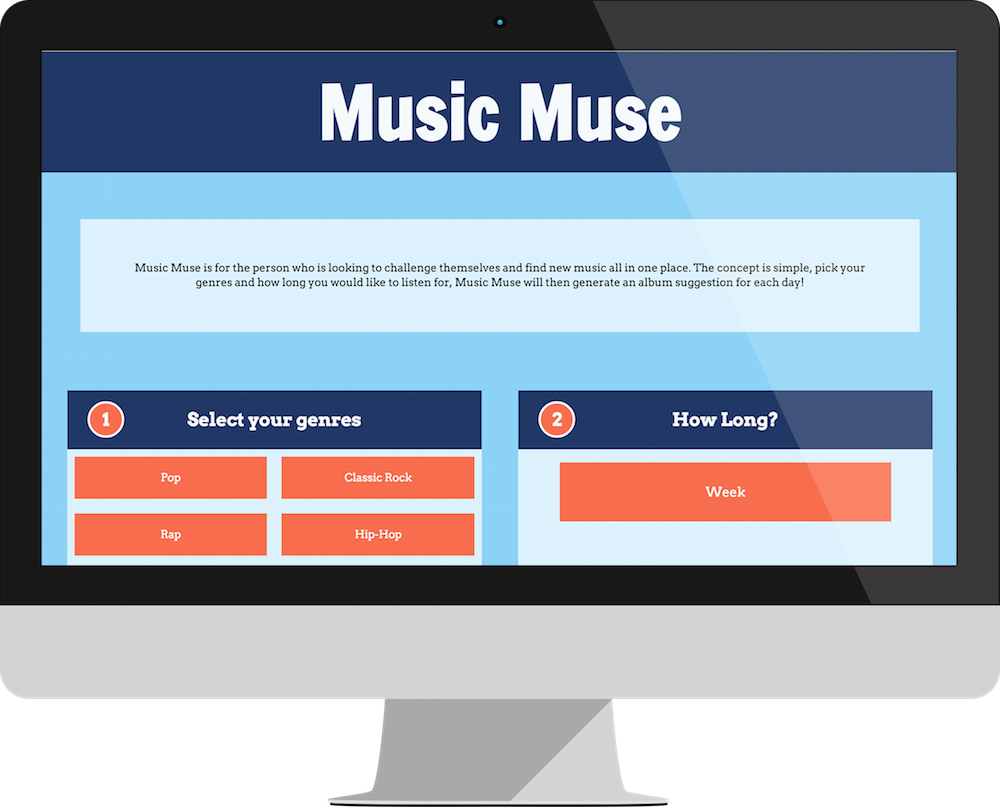 Music Muse
Music Muse is for the person who is looking to challenge themselves and find new music all in one place. The concept is simple, pick your
genres and how long you would like to listen for, Music Muse will then generate an album suggestion for each day!
1 Select your genres
Pop
Classic Rock
Rap
Hip-Hop
2 How Long?
Week